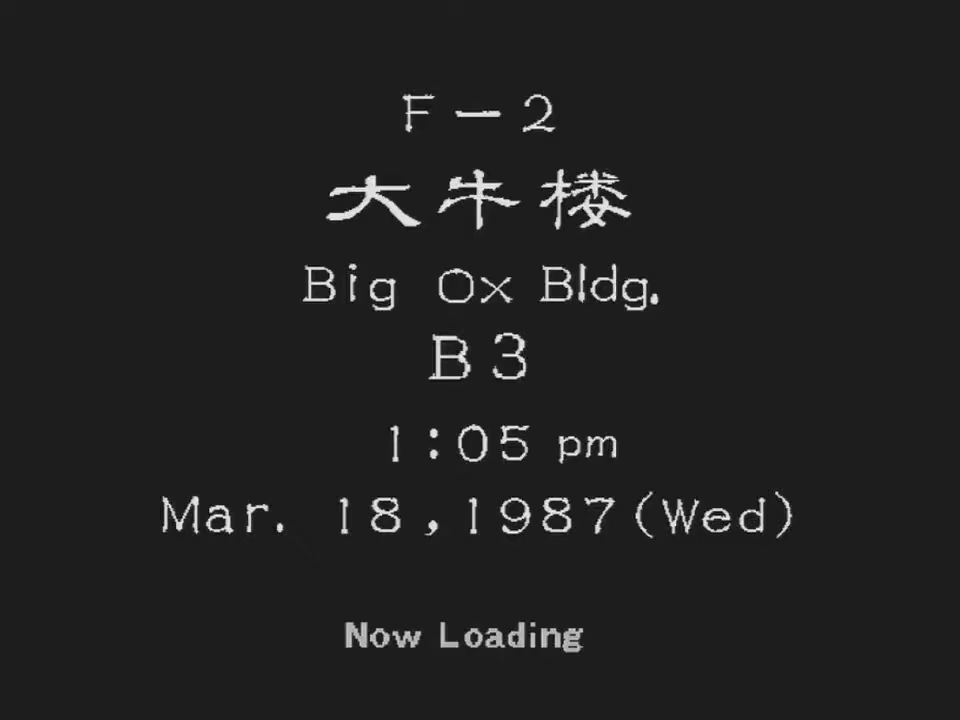 F-2
大牛楼
Big Ox Bldg.
B3
1:05 pm
Mar. 18,1987(Wed)
Now Loading